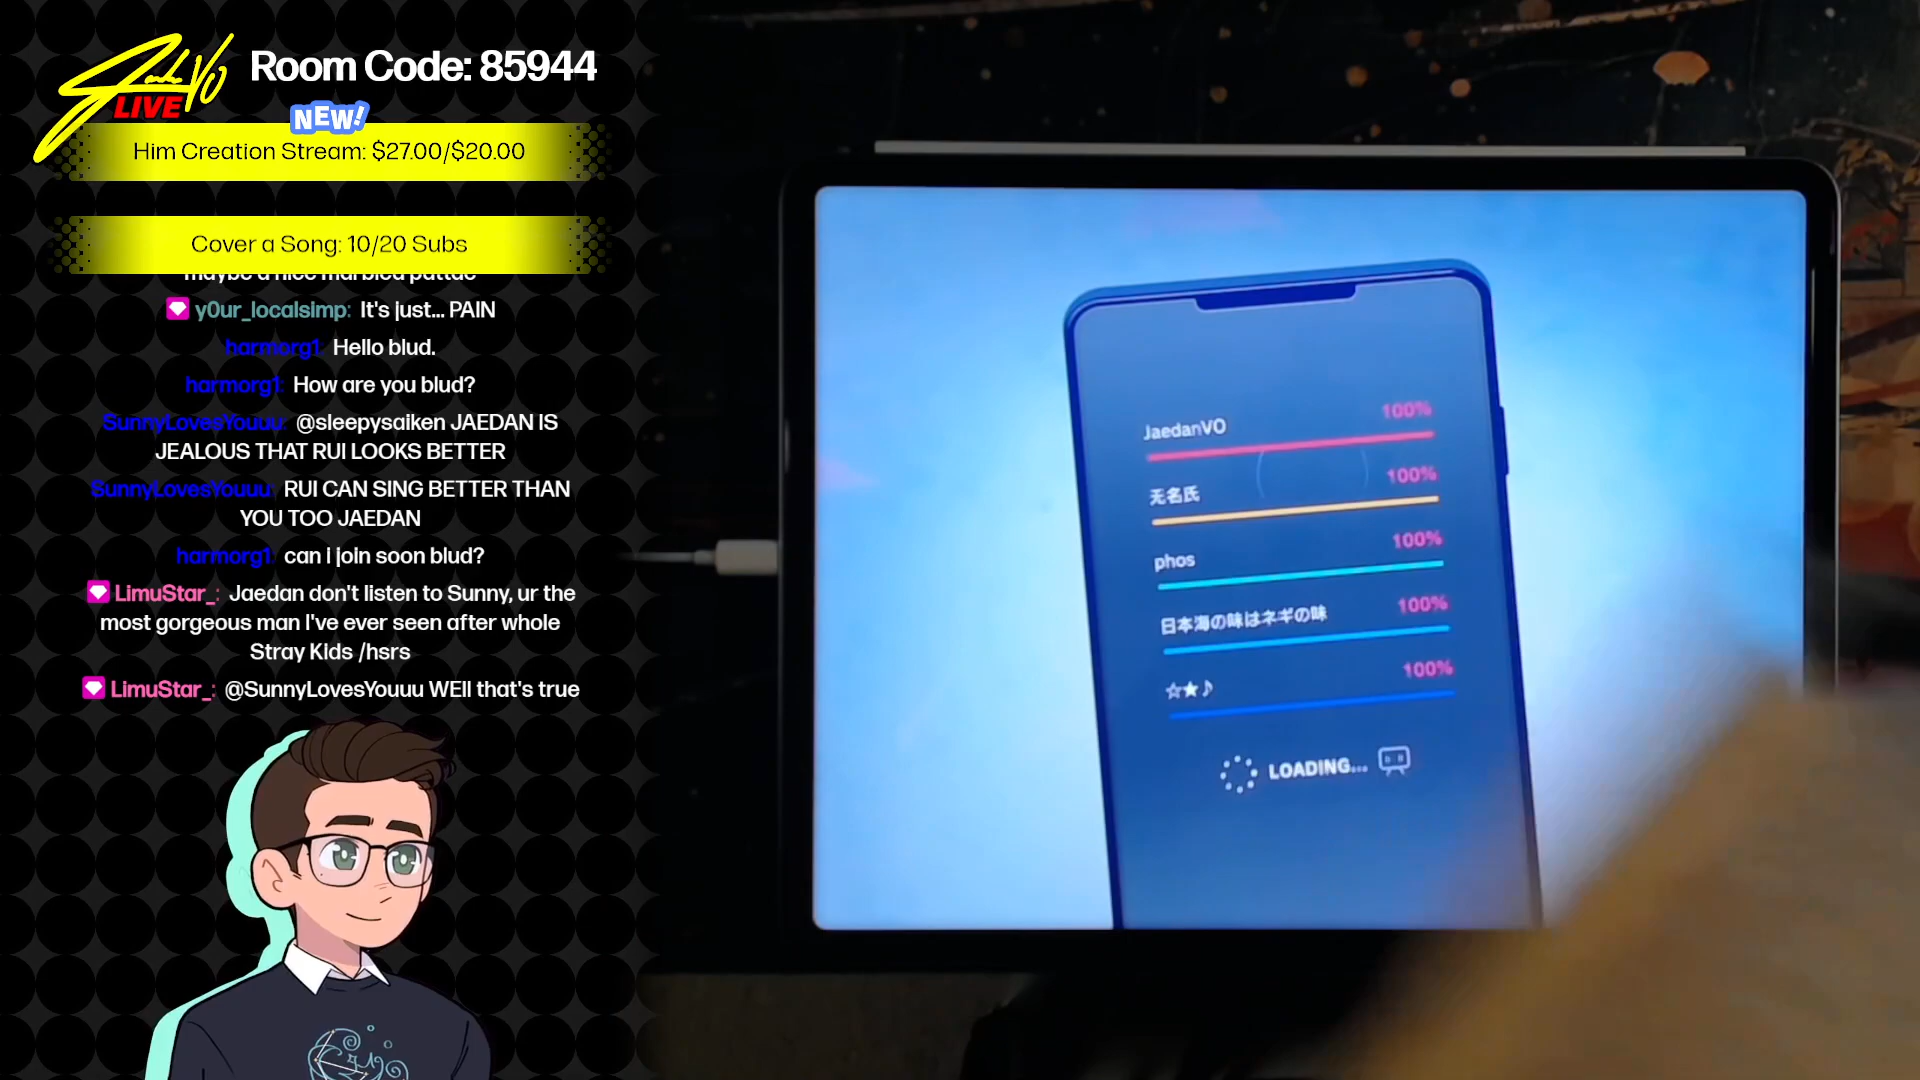 JadeVO
LIVE
Room Code: 85944
NEW!
Him Creation Stream: $27.00/$20.00
Cover a Song: 10/20 Subs
y0ur_localsimp: It's just... PAIN
harmorg1: Hello blud.
harmorg1: How are you blud?
SunnyLovesYouuu: @sleepysaiken JAEDAN IS
JEALOUS THAT RUI LOOKS BETTER
SunnyLovesYouuu: RUI CAN SING BETTER THAN
YOU TOO JAEDAN
harmorg1: can i join soon blud?
LimuStar_: Jaedan don't listen to Sunny, ur the
most gorgeous man I've ever seen after whole
Stray Kids /hsrs
LimuStar_: @SunnyLovesYouuu WEll that's true
JaedanVO 100%
无名氏 100%
phos 100%
日本海の味はネギの味 100%
☆★♪ 100%
LOADING...